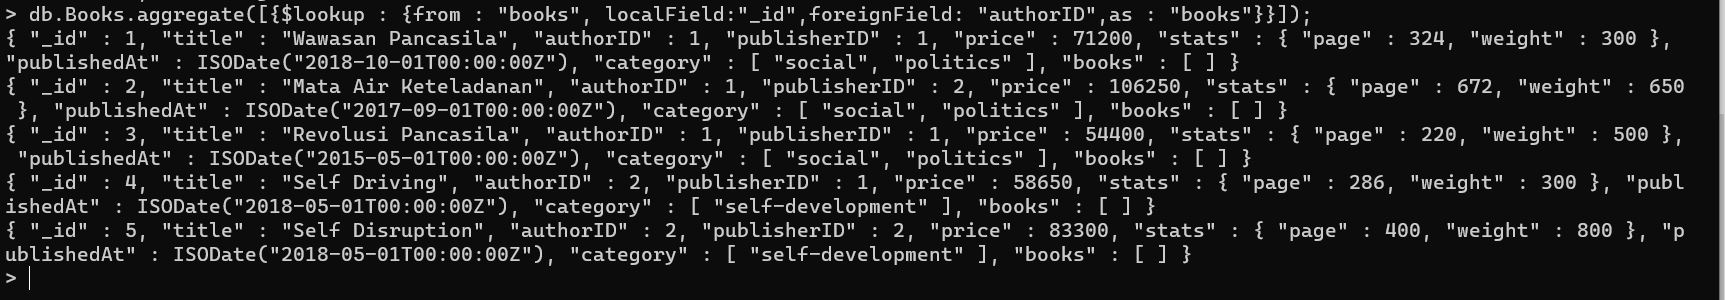 > db.Books.aggregate([{$lookup : {from : "books", localField:"_id",foreignField: "authorID",as : "books"}}]);
{ "_id" : 1, "title" : "Wawasan Pancasila", "authorID" : 1, "publisherID" : 1, "price" : 71200, "stats" : { "page" : 324, "weight" : 300 },
"publishedAt" : ISODate("2018-10-01T00:00:00Z"), "category" : [ "social", "politics" ], "books" : [ ] }
{ "_id" : 2, "title" : "Mata Air Keteladanan", "authorID" : 1, "publisherID" : 2, "price" : 106250, "stats" : { "page" : 672, "weight" : 650
 }, "publishedAt" : ISODate("2017-09-01T00:00:00Z"), "category" : [ "social", "politics" ], "books" : [ ] }
{ "_id" : 3, "title" : "Revolusi Pancasila", "authorID" : 1, "publisherID" : 1, "price" : 54400, "stats" : { "page" : 220, "weight" : 500 },
 "publishedAt" : ISODate("2015-05-01T00:00:00Z"), "category" : [ "social", "politics" ], "books" : [ ] }
{ "_id" : 4, "title" : "Self Driving", "authorID" : 2, "publisherID" : 1, "price" : 58650, "stats" : { "page" : 286, "weight" : 300 }, "publ
ishedAt" : ISODate("2018-05-01T00:00:00Z"), "category" : [ "self-development" ], "books" : [ ] }
{ "_id" : 5, "title" : "Self Disruption", "authorID" : 2, "publisherID" : 2, "price" : 83300, "stats" : { "page" : 400, "weight" : 800 }, "p
ublishedAt" : ISODate("2018-05-01T00:00:00Z"), "category" : [ "self-development" ], "books" : [ ] }
>